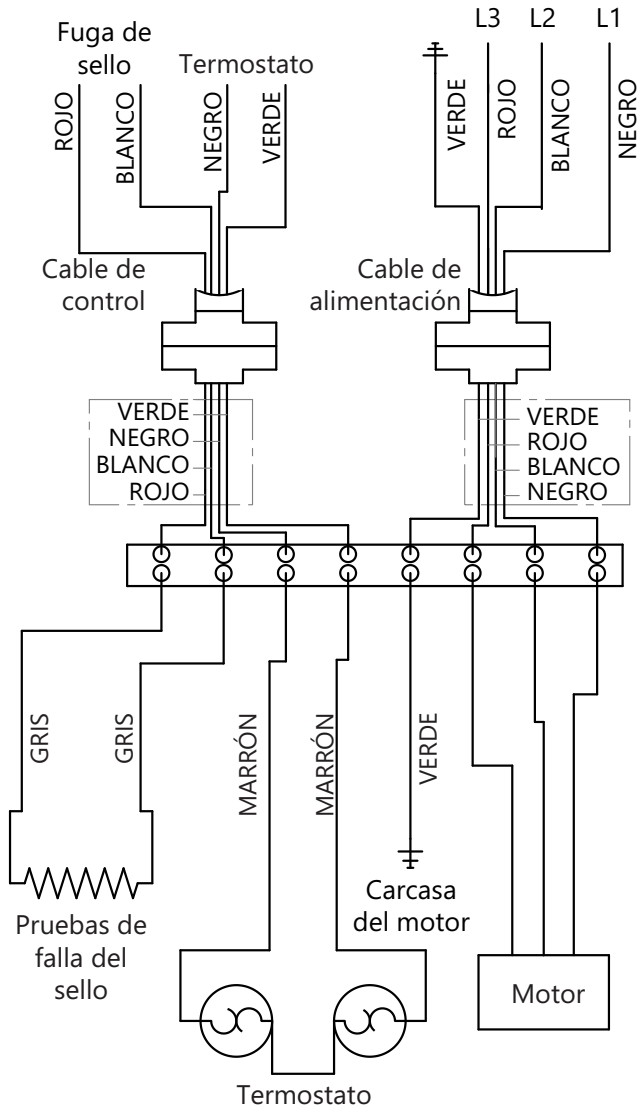 Fuga de
sello
Termostato
L3 L2 L1
ROJO
BLANCO
NEGRO
VERDE
VERDE
ROJO
BLANCO
NEGRO
Cable de
control
Cable de
alimentación
VERDE
NEGRO
BLANCO
ROJO
VERDE
ROJO
BLANCO
NEGRO
GRIS
GRIS
MARRÓN
MARRÓN
VERDE
Pruebas de
falla del
sello
Carcasa
del motor
Motor
Termostato